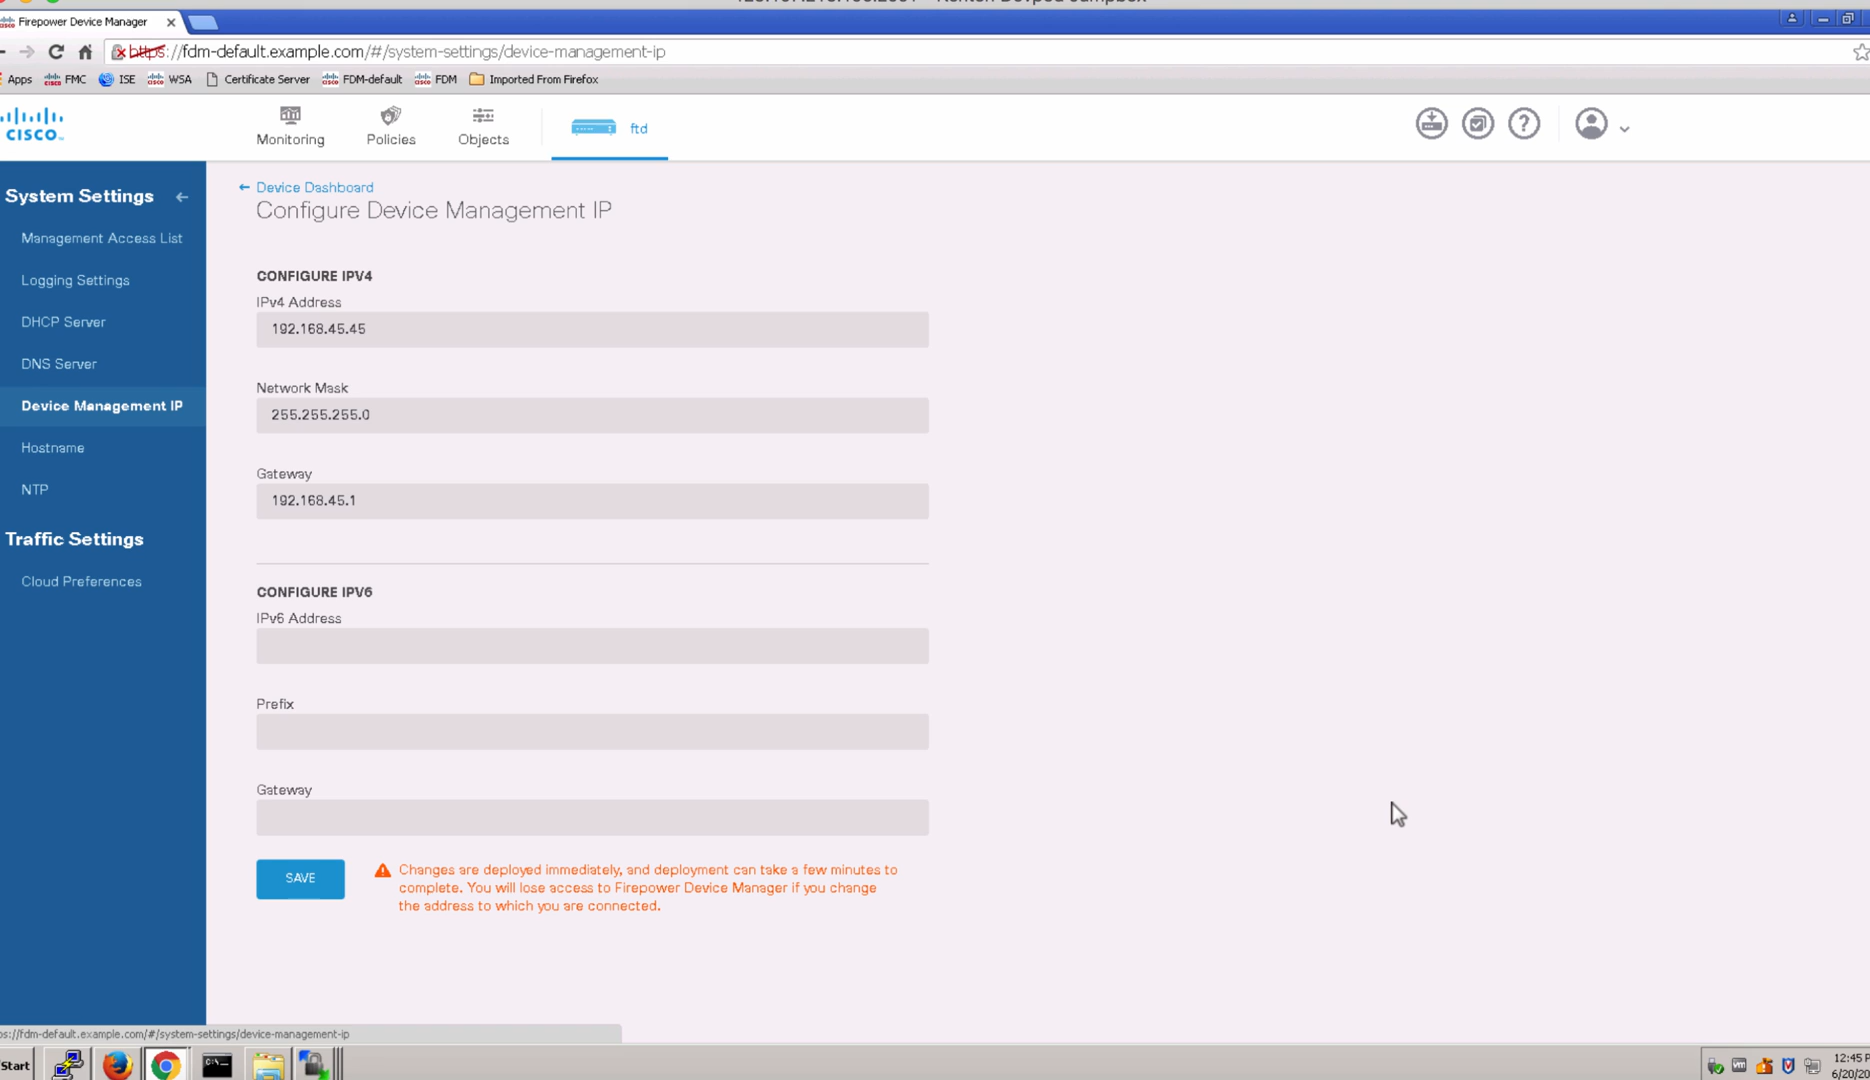 Firepower Device Manager
https://fdm-default.example.com/#/system-settings/device-management-ip
Apps FMC ISE WSA Certificate Server FDM-default FDM Imported From Firefox
CISCO
Monitoring Policies Objects ftd
System Settings
Management Access List
Logging Settings
DHCP Server
DNS Server
Device Management IP
Hostname
NTP
Traffic Settings
Cloud Preferences
Device Dashboard
Configure Device Management IP
CONFIGURE IPV4
IPv4 Address
192.168.45.45
Network Mask
255.255.255.0
Gateway
192.168.45.1
CONFIGURE IPV6
IPv6 Address
Prefix
Gateway
SAVE
Changes are deployed immediately, and deployment can take a few minutes to
complete. You will lose access to Firepower Device Manager if you change
the address to which you are connected.
ps://fdm-default.example.com/#/system-settings/device-management-ip
Start
12:45 P
6/20/20